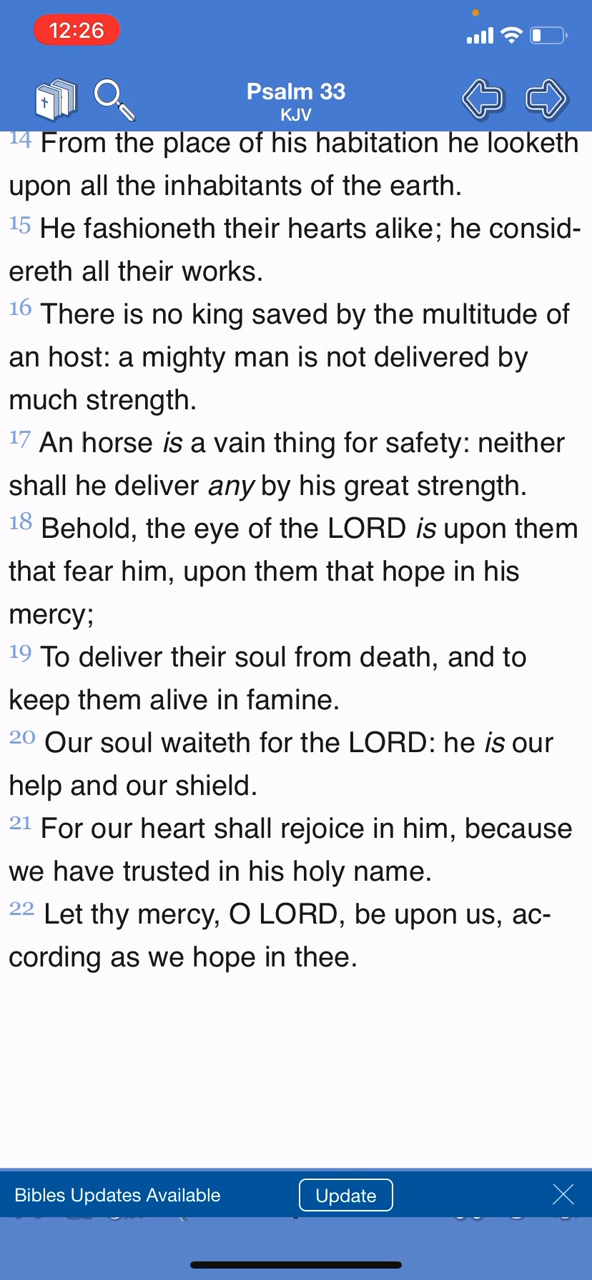 12:26
Psalm 33
KJV
14 From the place of his habitation he looketh
upon all the inhabitants of the earth.
15 He fashioneth their hearts alike; he consid-
ereth all their works.
16 There is no king saved by the multitude of
an host: a mighty man is not delivered by
much strength.
17 An horse is a vain thing for safety: neither
shall he deliver any by his great strength.
18 Behold, the eye of the LORD is upon them
that fear him, upon them that hope in his
mercy;
19 To deliver their soul from death, and to
keep them alive in famine.
20 Our soul waiteth for the LORD: he is our
help and our shield.
21 For our heart shall rejoice in him, because
we have trusted in his holy name.
22 Let thy mercy, O LORD, be upon us, ac-
cording as we hope in thee.
Bibles Updates Available
Update